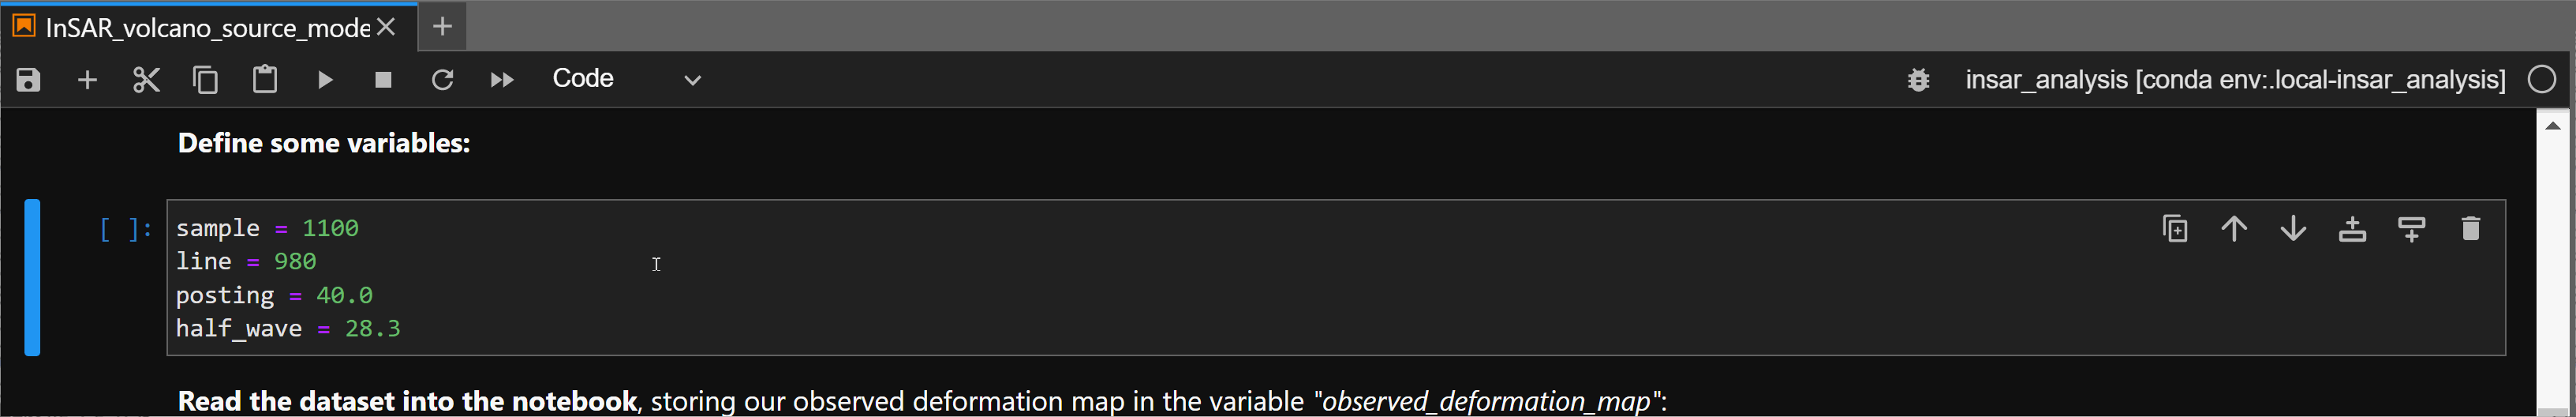 InSAR_volcano_source_mode
Code
insar_analysis [conda env:.local-insar_analysis]
Define some variables:
[ ]:
sample = 1100
line = 980
posting = 40.0
half_wave = 28.3
Read the dataset into the notebook, storing our observed deformation map in the variable "observed_deformation_map":